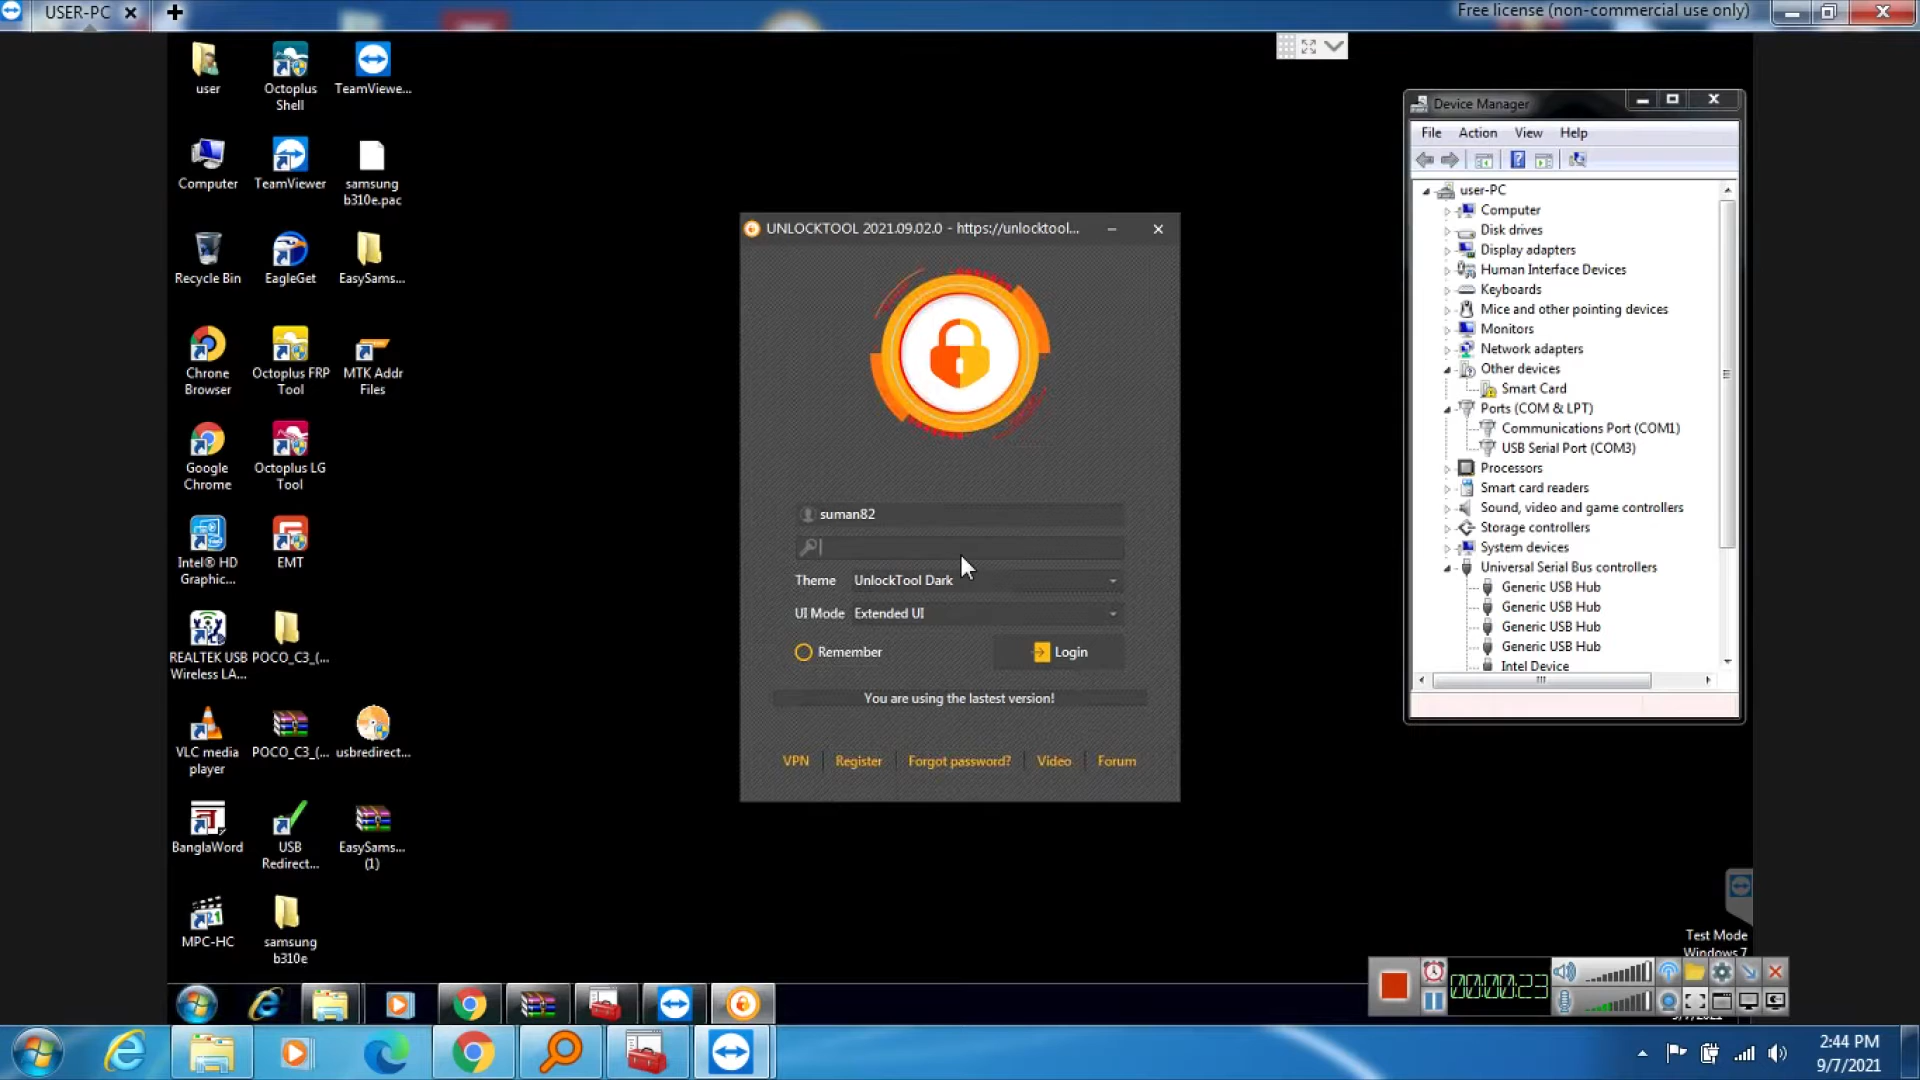 USER-PC
Free license (non-commercial use only)
user
Octoplus
Shell
TeamViewe...
Computer
TeamViewer
samsung
b310e.pac
Recycle Bin
EagleGet
EasySams...
Chrome
Browser
Octoplus FRP
Tool
MTK Addr
Files
Google
Chrome
Octoplus LG
Tool
Intel® HD
Graphic...
EMT
REALTEK USB
Wireless LA...
POCO_C3_(...
VLC media
player
POCO_C3_(...
usbredirect...
BanglaWord
USB
Redirect...
EasySams...
(1)
MPC-HC
samsung
b310e
UNLOCKTOOL 2021.09.02.0 - https://unlocktool...
suman82
Theme UnlockTool Dark
UI Mode Extended UI
Remember
Login
You are using the lastest version!
VPN Register Forgot password? Video Forum
Device Manager
File Action View Help
user-PC
Computer
Disk drives
Display adapters
Human Interface Devices
Keyboards
Mice and other pointing devices
Monitors
Network adapters
Other devices
Smart Card
Ports (COM & LPT)
Communications Port (COM1)
USB Serial Port (COM3)
Processors
Smart card readers
Sound, video and game controllers
Storage controllers
System devices
Universal Serial Bus controllers
Generic USB Hub
Generic USB Hub
Generic USB Hub
Generic USB Hub
Intel Device
Test Mode
Windows 7
00:00:23
2:44 PM
9/7/2021